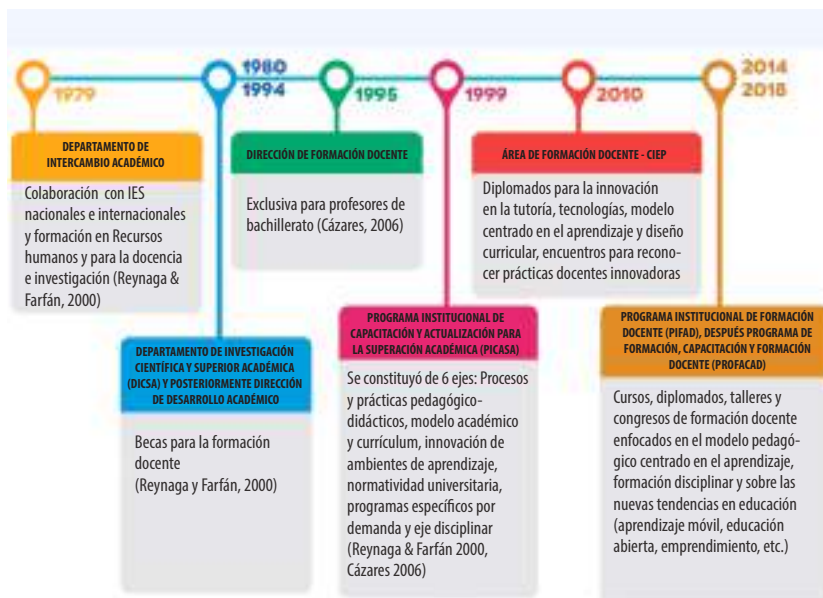 1979
1980
1994
1995
1999
2010
2014
2018
DEPARTAMENTO DE
INTERCAMBIO ACADÉMICO
Colaboración con IES
nacionales e internacionales
y formación en Recursos
humanos y para la docencia
e investigación (Reynaga &
Farfán, 2000)
DEPARTAMENTO DE INVESTIGACIÓN
CIENTÍFICA Y SUPERIOR ACADÉMICA
(DICSA) Y POSTERIORMENTE DIRECCIÓN
DE DESARROLLO ACADÉMICO
Becas para la formación
docente
(Reynaga y Farfán, 2000)
DIRECCIÓN DE FORMACIÓN DOCENTE
Exclusiva para profesores de
bachillerato (Cázares, 2006)
PROGRAMA INSTITUCIONAL DE
CAPACITACIÓN Y ACTUALIZACIÓN PARA
LA SUPERACIÓN ACADÉMICA (PICASA)
Se constituyó de 6 ejes: Procesos
y prácticas pedagógico-
didácticos, modelo académico
y currículum, innovación de
ambientes de aprendizaje,
normatividad universitaria,
programas específicos por
demanda y eje disciplinar
(Reynaga & Farfán 2000,
Cázares 2006)
ÁREA DE FORMACIÓN DOCENTE - CIEP
Diplomados para la innovación
en la tutoría, tecnologías, modelo
centrado en el aprendizaje y diseño
curricular, encuentros para recono-
cer prácticas docentes innovadoras
PROGRAMA INSTITUCIONAL DE FORMACIÓN
DOCENTE (PIFAD), DESPUÉS PROGRAMA DE
FORMACIÓN, CAPACITACIÓN Y FORMACIÓN
DOCENTE (PROFACAD)
Cursos, diplomados, talleres y
congresos de formación docente
enfocados en el modelo pedagó-
gico centrado en el aprendizaje,
formación disciplinar y sobre las
nuevas tendencias en educación
(aprendizaje móvil, educación
abierta, emprendimiento, etc.)